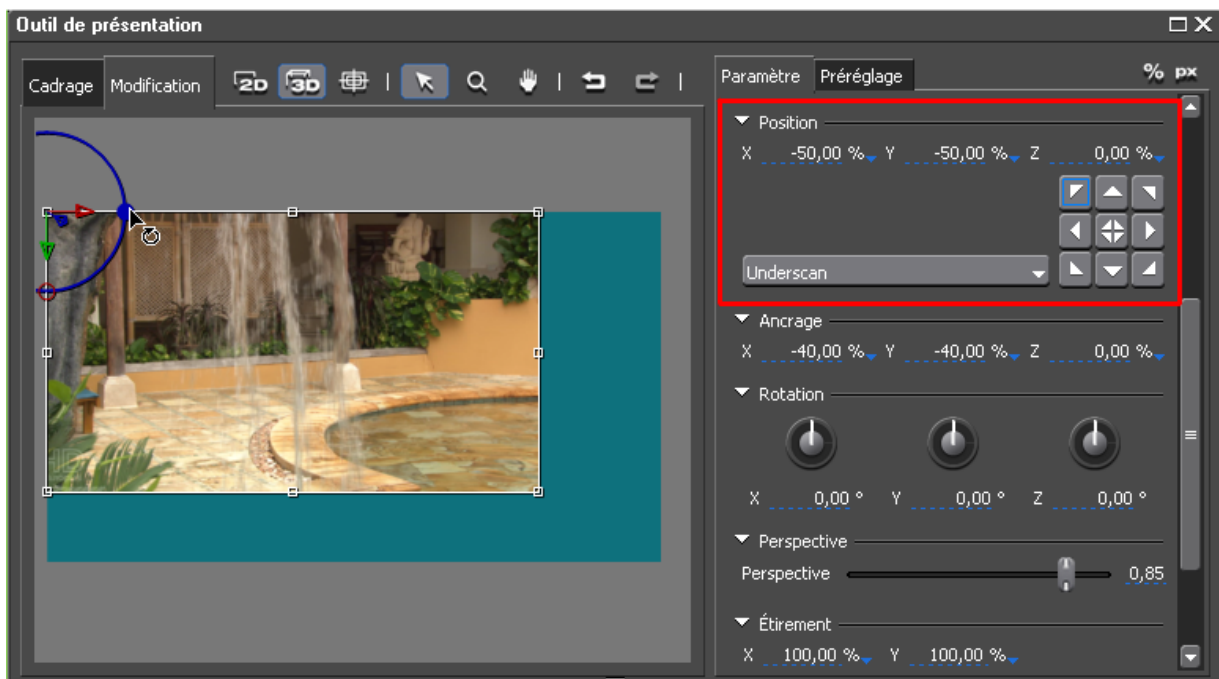 Outil de présentation
Cadrage Modification 2D 3D
Paramètre Préréglage % px
Position
X -50,00 % Y -50,00 % Z 0,00 %
Underscan
Ancrage
X -40,00 % Y -40,00 % Z 0,00 %
Rotation
X 0,00 ° Y 0,00 ° Z 0,00 °
Perspective
Perspective 0,85
Étirement
X 100,00 % Y 100,00 %